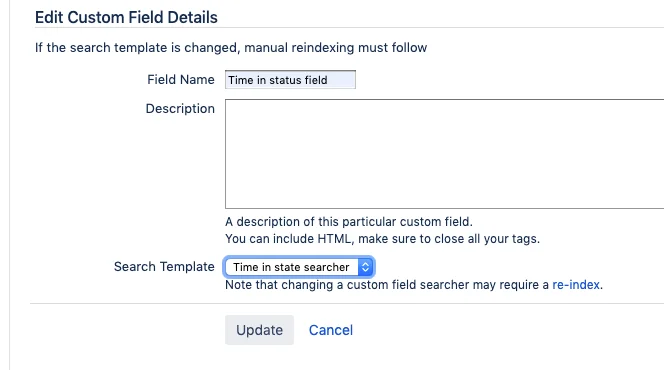 Edit Custom Field Details
If the search template is changed, manual reindexing must follow
Field Name Time in status field
Description
A description of this particular custom field.
You can include HTML, make sure to close all your tags.
Search Template Time in state searcher
Note that changing a custom field searcher may require a re-index.
Update Cancel